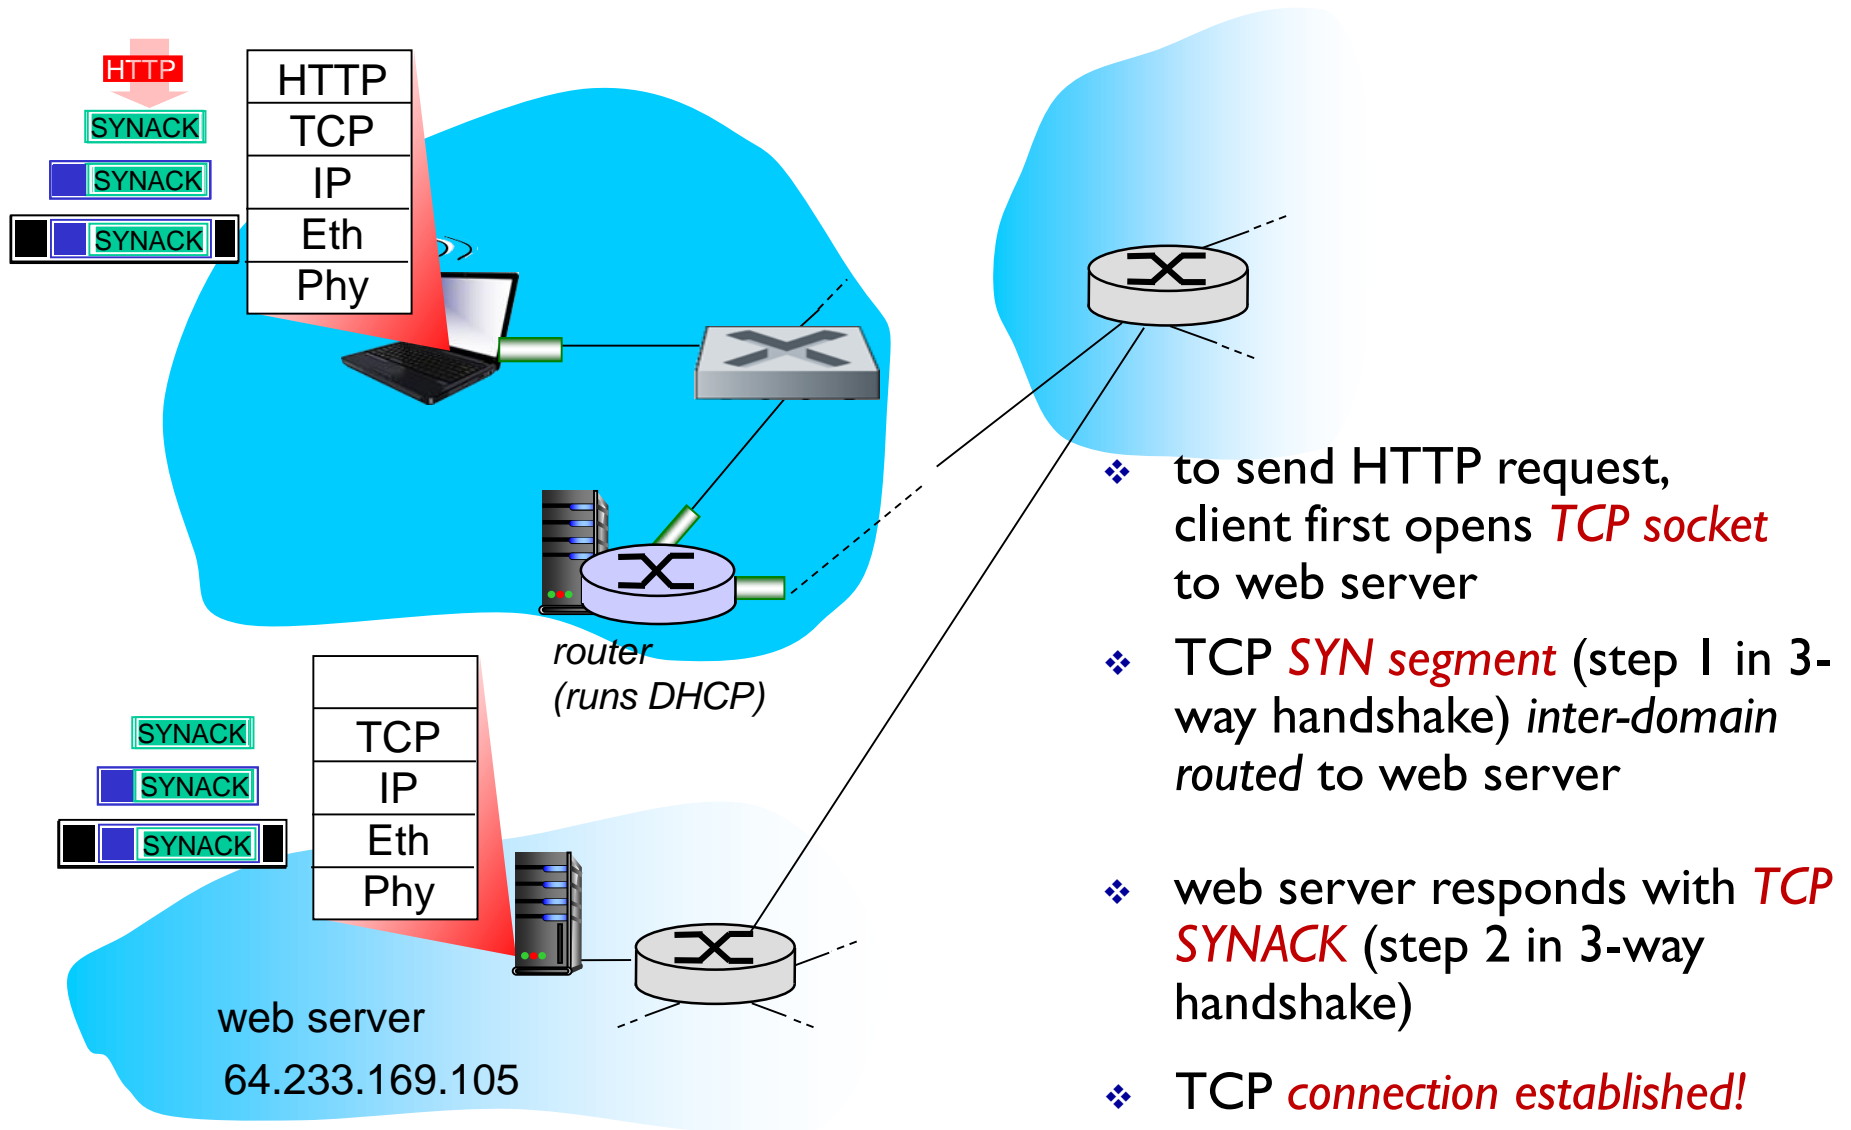 HTTP
SYNACK
SYNACK
SYNACK
HTTP
TCP
IP
Eth
Phy
router
(runs DHCP)
SYNACK
SYNACK
SYNACK
TCP
IP
Eth
Phy
web server
64.233.169.105
❖ to send HTTP request,
client first opens TCP socket
to web server
❖ TCP SYN segment (step 1 in 3-
way handshake) inter-domain
routed to web server
❖ web server responds with TCP
SYNACK (step 2 in 3-way
handshake)
❖ TCP connection established!